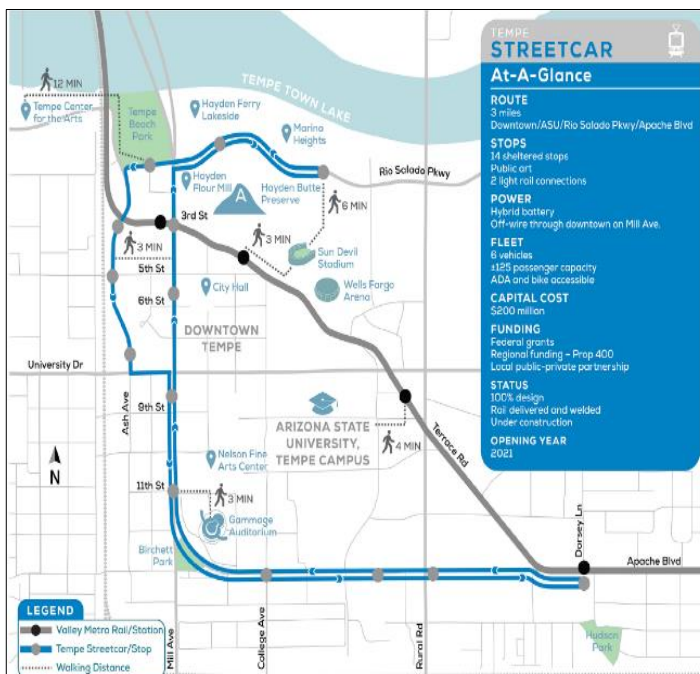 TEMPE
STREETCAR
At-A-Glance
ROUTE
3 miles
Downtown/ASU/Rio Salado Pkwy/Apache Blvd
STOPS
14 sheltered stops
Public art
2 light rail connections
POWER
Hybrid battery
Off-wire through downtown on Mill Ave.
FLEET
6 vehicles
±125 passenger capacity
ADA and bike accessible
CAPITAL COST
$200 million
FUNDING
Federal grants
Regional funding – Prop 400
Local public-private partnership
STATUS
100% design
Rail delivered and welded
Under construction
OPENING YEAR
2021
12 MIN
Tempe Center
for the Arts
Tempe
Beach
Park
TEMPE TOWN LAKE
Hayden Ferry
Lakeside
Marina
Heights
Rio Salado Pkwy
Hayden
Flour Mill
A
Hayden Butte
Preserve
6 MIN
3rd St
3 MIN
3 MIN
5th St
Sun Devil
Stadium
6th St
City Hall
Wells Fargo
Arena
DOWNTOWN
TEMPE
University Dr
Ash Ave
9th St
ARIZONA STATE
UNIVERSITY,
TEMPE CAMPUS
4 MIN
Terrace Rd
N
Nelson Fine
Arts Center
11th St
3 MIN
Gammage
Auditorium
Birchett
Park
Dorsey Ln
Apache Blvd
Mill Ave
College Ave
Rural Rd
Hudson
Park
LEGEND
Valley Metro Rail/Station
Tempe Streetcar/Stop
Walking Distance